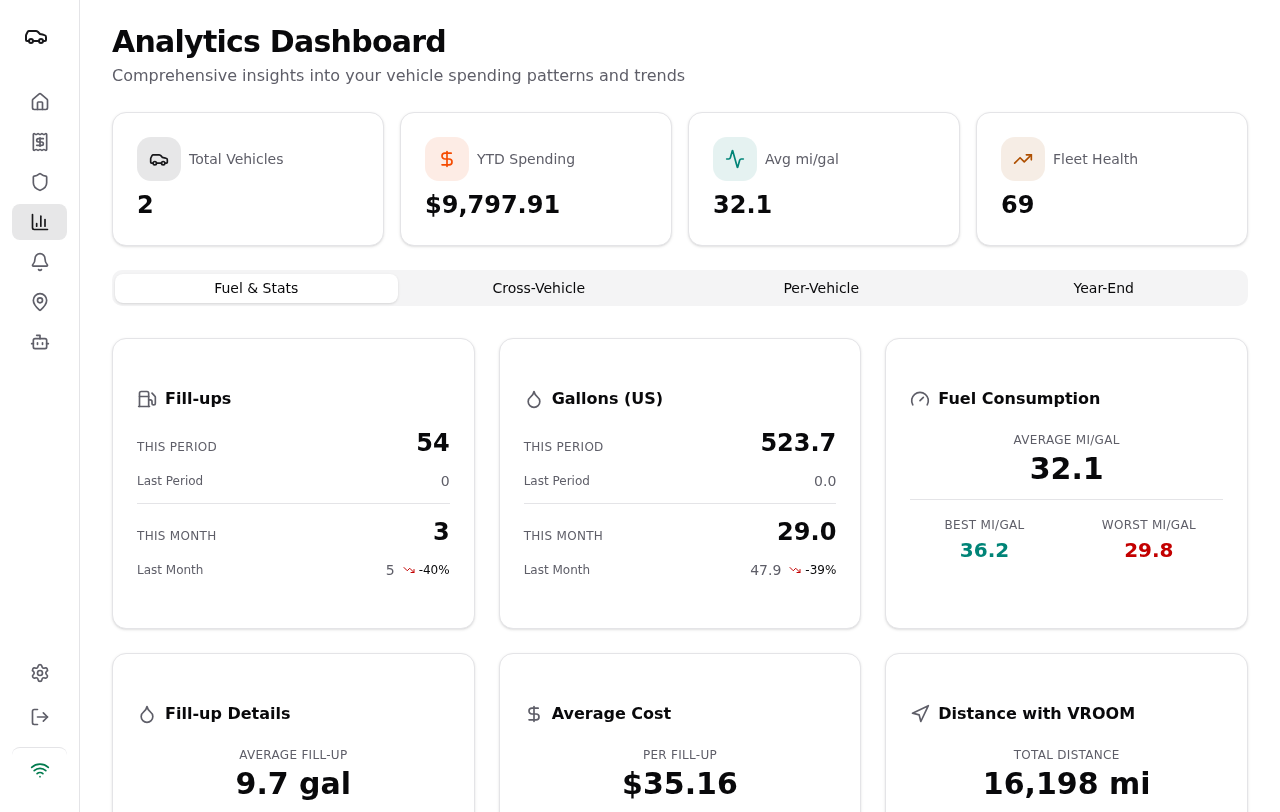 Analytics Dashboard
Comprehensive insights into your vehicle spending patterns and trends
Total Vehicles
2
YTD Spending
$9,797.91
Avg mi/gal
32.1
Fleet Health
69
Fuel & Stats
Cross-Vehicle
Per-Vehicle
Year-End
Fill-ups
THIS PERIOD 54
Last Period 0
THIS MONTH 3
Last Month 5 -40%
Gallons (US)
THIS PERIOD 523.7
Last Period 0.0
THIS MONTH 29.0
Last Month 47.9 -39%
Fuel Consumption
AVERAGE MI/GAL
32.1
BEST MI/GAL WORST MI/GAL
36.2 29.8
Fill-up Details
AVERAGE FILL-UP
9.7 gal
Average Cost
PER FILL-UP
$35.16
Distance with VROOM
TOTAL DISTANCE
16,198 mi